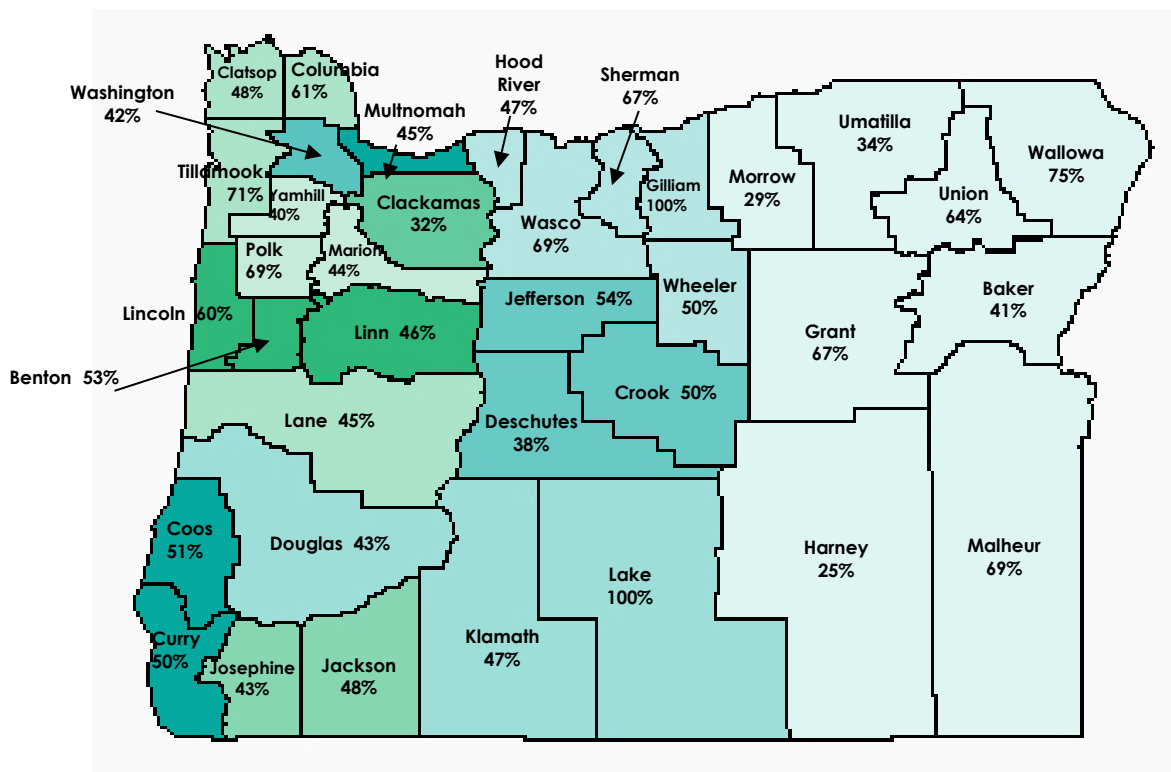 Clatsop
48%
Columbia
61%
Washington
42%
Multnomah
45%
Hood
River
47%
Sherman
67%
Umatilla
34%
Wallowa
75%
Union
64%
Tillamook
71%
Yamhill
40%
Clackamas
32%
Gilliam
100%
Morrow
29%
Wasco
69%
Polk
69%
Marion
44%
Wheeler
50%
Baker
41%
Jefferson 54%
Lincoln 60%
Linn 46%
Grant
67%
Benton 53%
Crook 50%
Lane 45%
Deschutes
38%
Coos
51%
Douglas 43%
Harney
25%
Malheur
69%
Lake
100%
Curry
50%
Klamath
47%
Josephine
43%
Jackson
48%